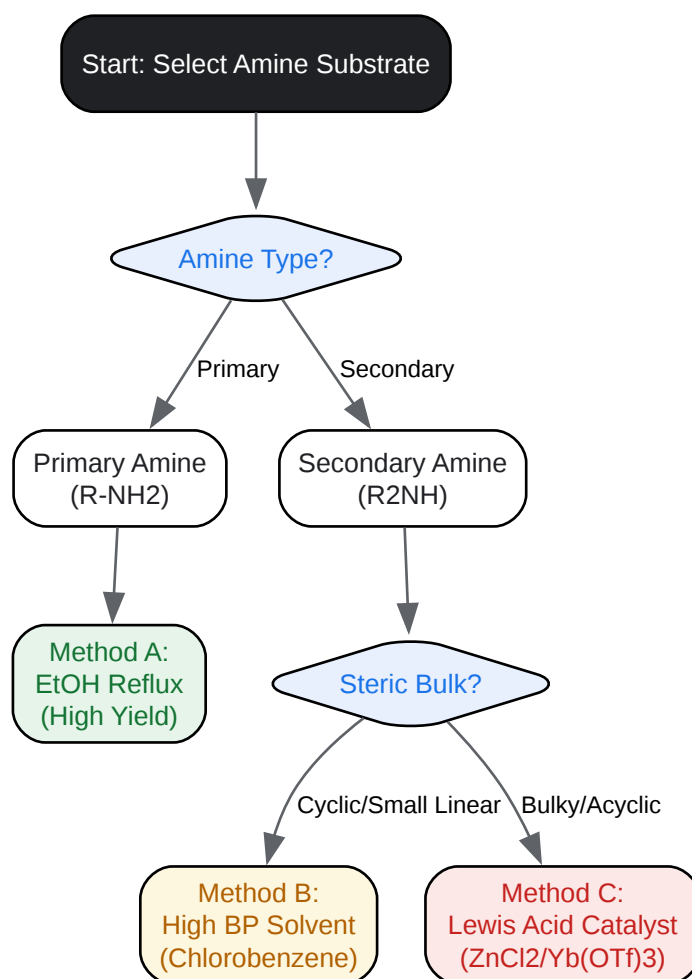 Start: Select Amine Substrate
Amine Type?
Primary
Secondary
Primary Amine
(R-NH2)
Secondary Amine
(R2NH)
Method A:
EtOH Reflux
(High Yield)
Steric Bulk?
Cyclic/Small Linear
Bulky/Acyclic
Method B:
High BP Solvent
(Chlorobenzene)
Method C:
Lewis Acid Catalyst
(ZnCl2/Yb(OTf)3)